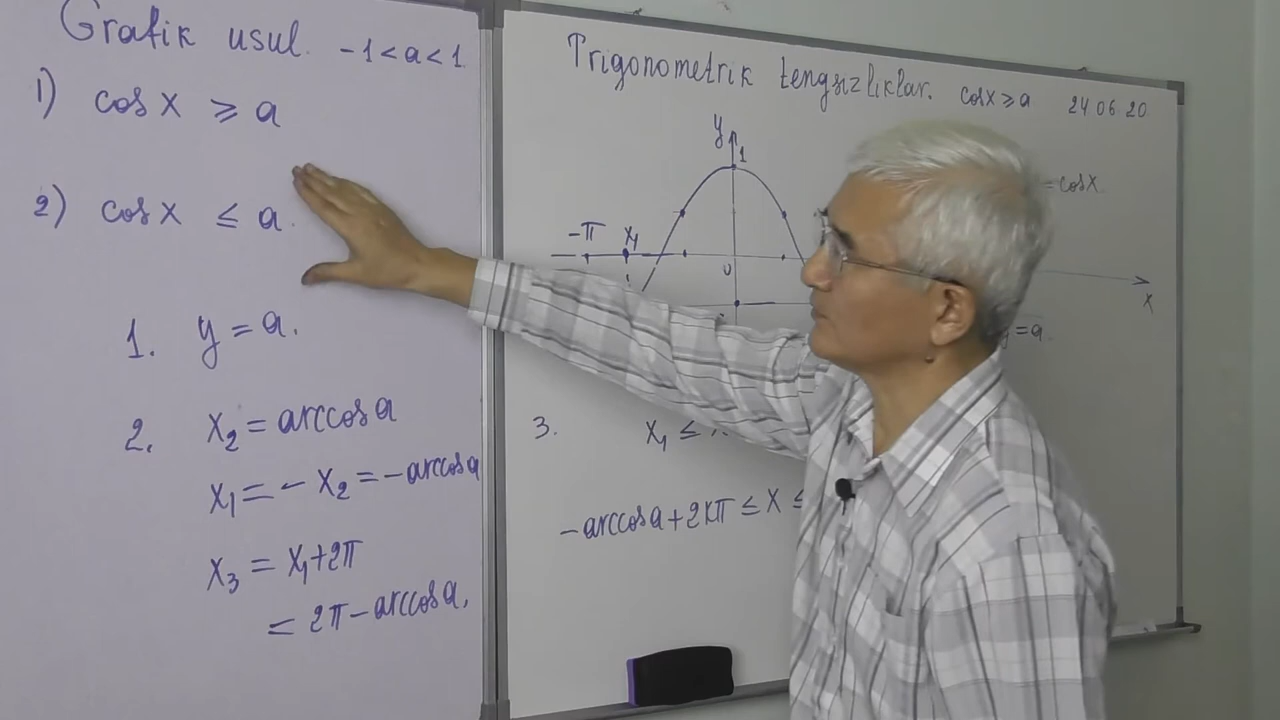 Grafik usul. -1 < a < 1
1) cos x ≥ a
2) cos x ≤ a.
1. y = a.
2. x₂ = arccos a
x₁ = - x₂ = - arccos a
x₃ = x₁ + 2π
= 2π - arccos a,
Trigonometrik tengsizliklar. cos x ≥ a 24 06 20
y
1
= cos x
-π x₁
0
x
= a.
3. x₁ ≤
- arccos a + 2kπ ≤ x ≤